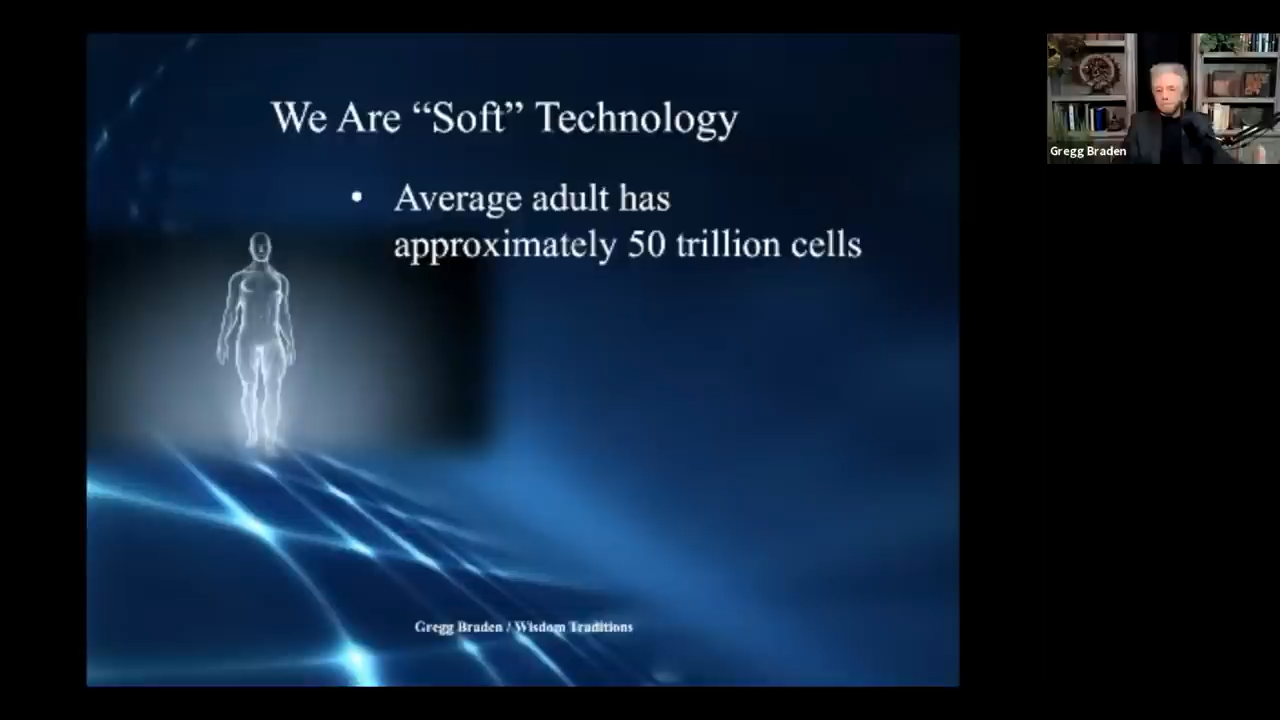 We Are “Soft” Technology
• Average adult has
approximately 50 trillion cells
Gregg Braden / Wisdom Traditions
Gregg Braden